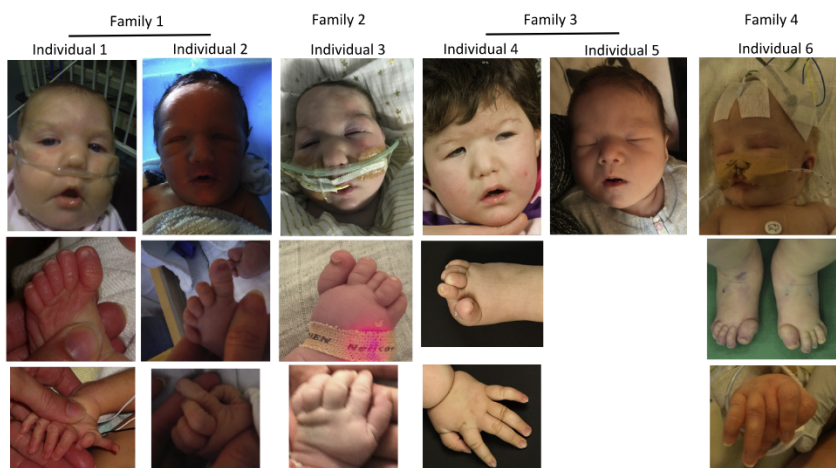 Family 1
Family 2
Family 3
Family 4
Individual 1
Individual 2
Individual 3
Individual 4
Individual 5
Individual 6